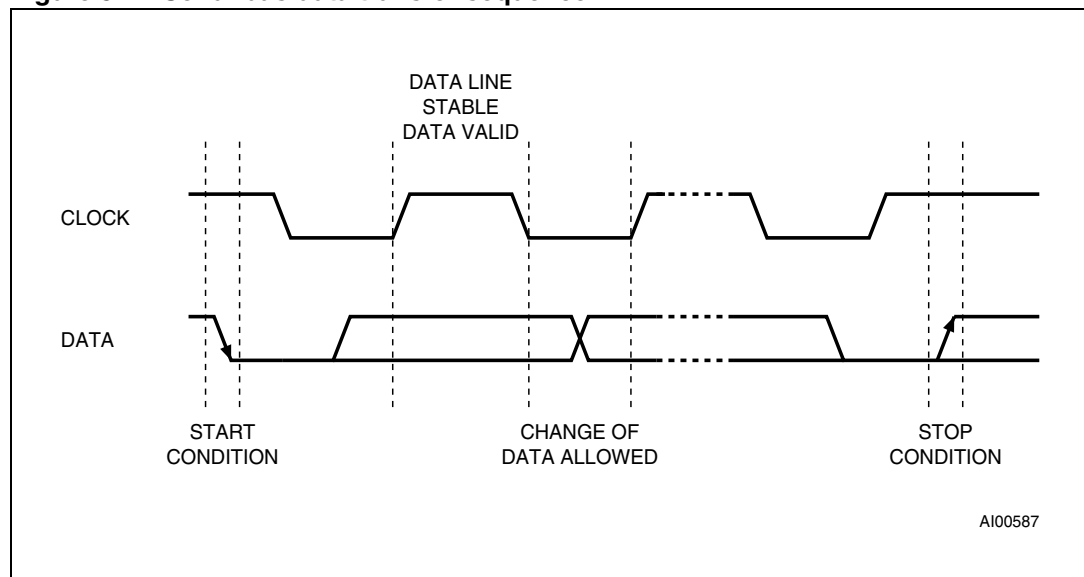 DATA LINE
STABLE
DATA VALID
CLOCK
DATA
START
CONDITION
CHANGE OF
DATA ALLOWED
STOP
CONDITION
AI00587